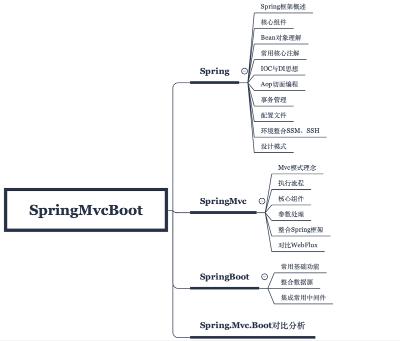 SpringMvcBoot
Spring
Spring框架概述
核心组件
Bean对象理解
常用核心注解
IOC与DI思想
Aop切面编程
事务管理
配置文件
环境整合SSM、SSH
设计模式
SpringMvc
Mvc模式理念
执行流程
核心组件
参数处理
整合Spring框架
对比WebFlux
SpringBoot
常用基础功能
整合数据源
集成常用中间件
Spring.Mvc.Boot对比分析